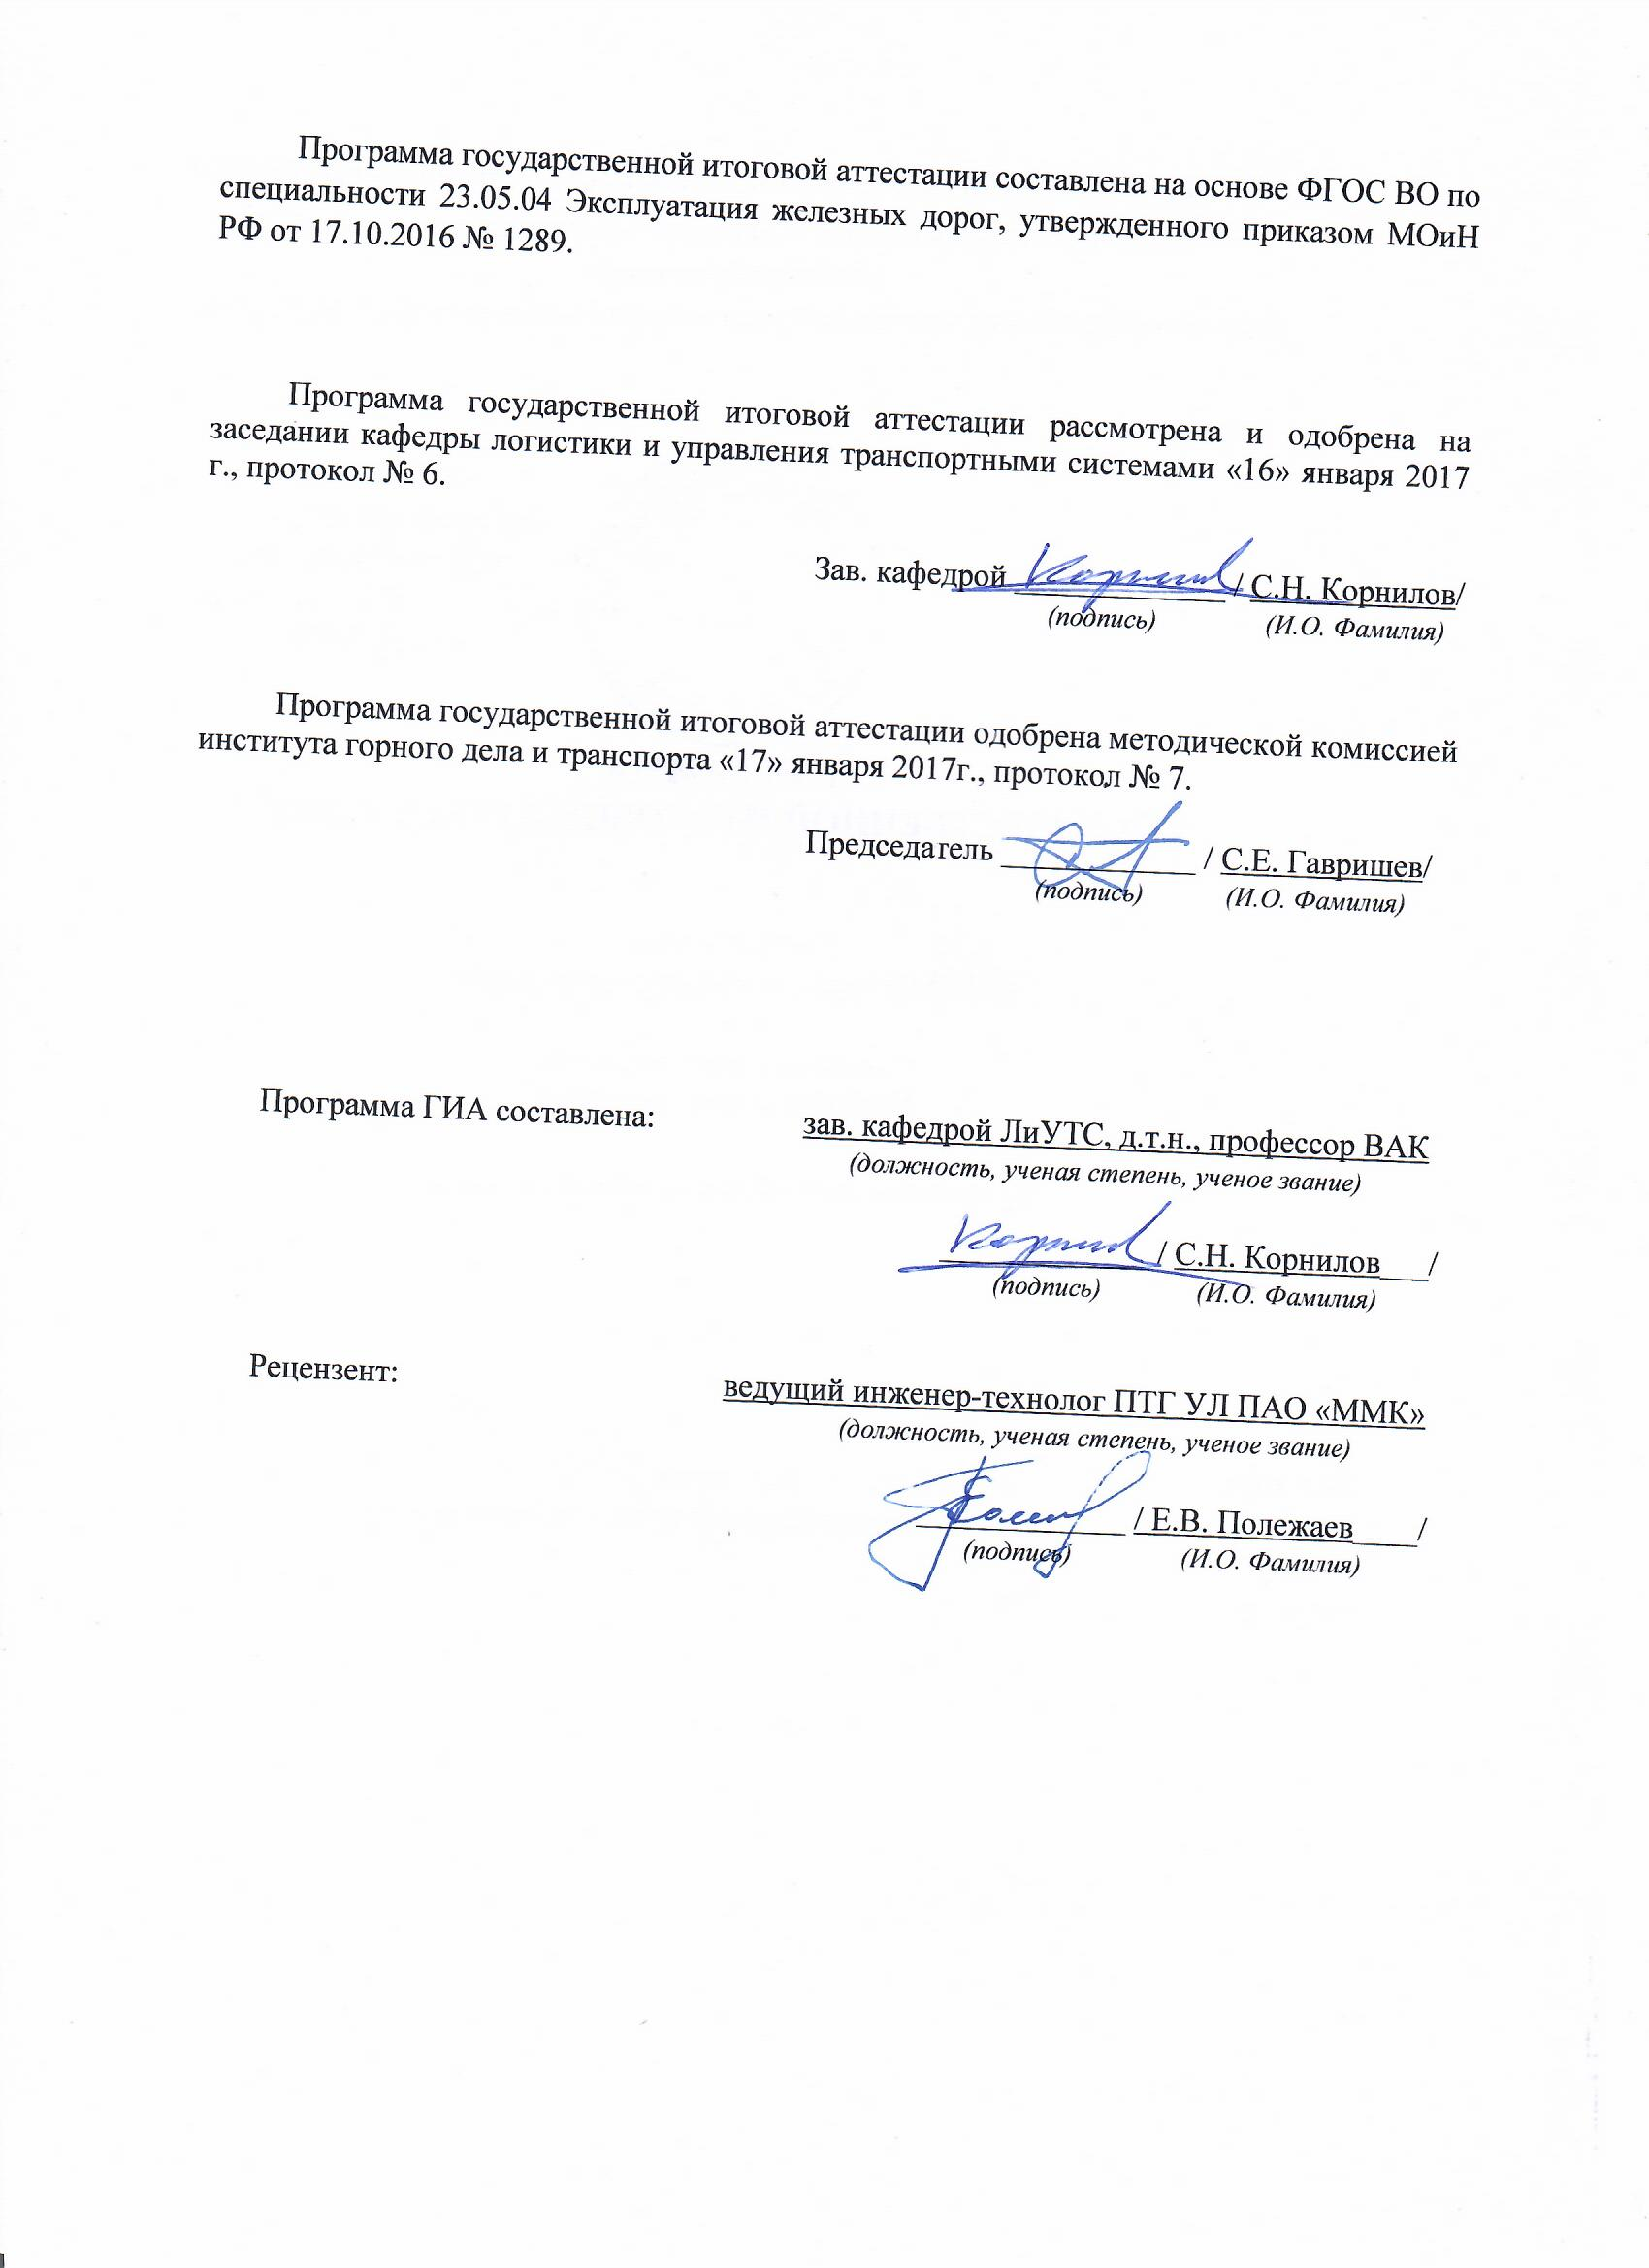 Программа государственной итоговой аттестации составлена на основе ФГОС ВО по
специальности 23.05.04 Эксплуатация железных дорог, утвержденного приказом МОиН
РФ от 17.10.2016 № 1289.
Программа государственной итоговой аттестации рассмотрена и одобрена на
заседании кафедры логистики и управления транспортными системами «16» января 2017
г., протокол № 6.
Зав. кафедрой / С.Н. Корнилов/
(подпись) (И.О. Фамилия)
Программа государственной итоговой аттестации одобрена методической комиссией
института горного дела и транспорта «17» января 2017г., протокол № 7.
Председатель / С.Е. Гавришев/
(подпись) (И.О. Фамилия)
Программа ГИА составлена: зав. кафедрой ЛиУТС, д.т.н., профессор ВАК
(должность, ученая степень, ученое звание)
/ С.Н. Корнилов /
(подпись) (И.О. Фамилия)
Рецензент: ведущий инженер-технолог ПТГ УЛ ПАО «ММК»
(должность, ученая степень, ученое звание)
/ Е.В. Полежаев /
(подпись) (И.О. Фамилия)